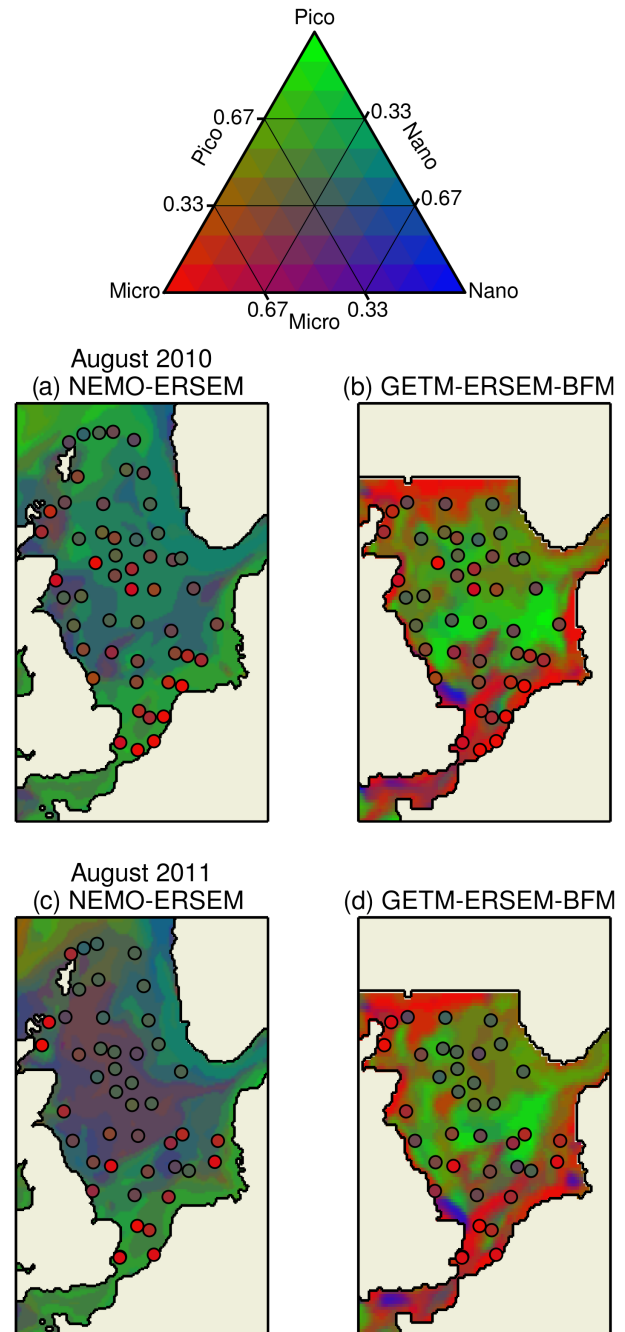 Pico
0.67
0.33
Pico
Nano
0.33
0.67
Micro
Nano
0.67
0.33
Micro
August 2010
(a) NEMO-ERSEM
(b) GETM-ERSEM-BFM
August 2011
(c) NEMO-ERSEM
(d) GETM-ERSEM-BFM